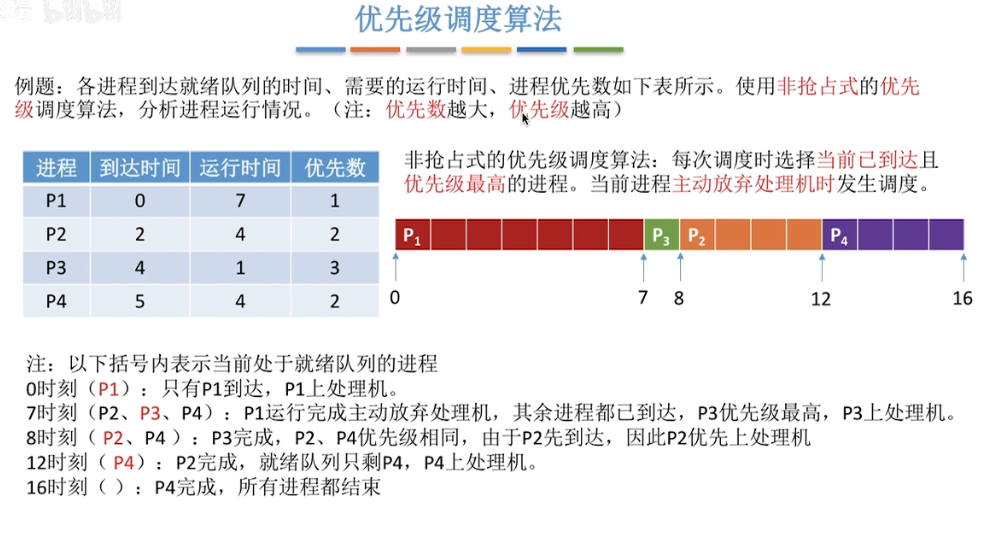 bilibili
优先级调度算法
例题：各进程到达就绪队列的时间、需要的运行时间、进程优先数如下表所示。使用非抢占式的优先
级调度算法，分析进程运行情况。（注：优先数越大，优先级越高）
进程 到达时间 运行时间 优先数
P1 0 7 1
P2 2 4 2
P3 4 1 3
P4 5 4 2
非抢占式的优先级调度算法：每次调度时选择当前已到达且
优先级最高的进程。当前进程主动放弃处理机时发生调度。
P1 P3 P2 P4
0 7 8 12 16
注：以下括号内表示当前处于就绪队列的进程
0时刻（P1）：只有P1到达，P1上处理机。
7时刻（P2、P3、P4）：P1运行完成主动放弃处理机，其余进程都已到达，P3优先级最高，P3上处理机。
8时刻（ P2、P4 ）：P3完成，P2、P4优先级相同，由于P2先到达，因此P2优先上处理机
12时刻（ P4）：P2完成，就绪队列只剩P4，P4上处理机。
16时刻（ ）：P4完成，所有进程都结束